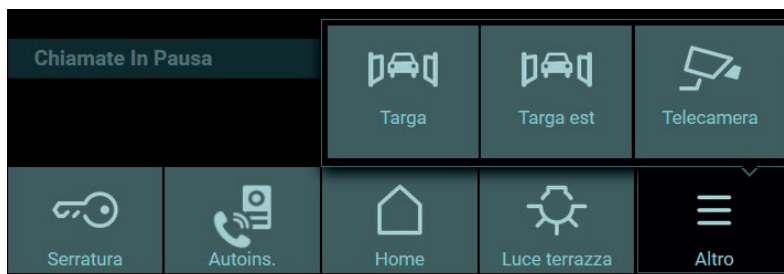 Chiamate In Pausa
Targa
Targa est
Telecamera
Serratura
Autoins.
Home
Luce terrazza
Altro